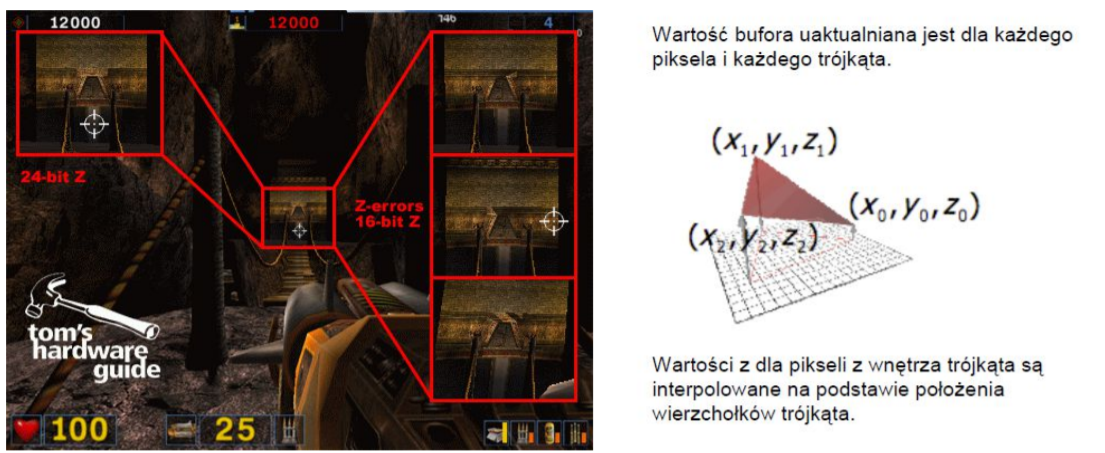 12000
12000
146
4
0
24-bit Z
Z-errors
16-bit Z
tom's
hardware
guide
100
25
Wartość bufora uaktualniana jest dla każdego
piksela i każdego trójkąta.
(x₁,y₁,z₁)
(x₀,y₀,z₀)
(x₂,y₂,z₂)
Wartości z dla pikseli z wnętrza trójkąta są
interpolowane na podstawie położenia
wierzchołków trójkąta.